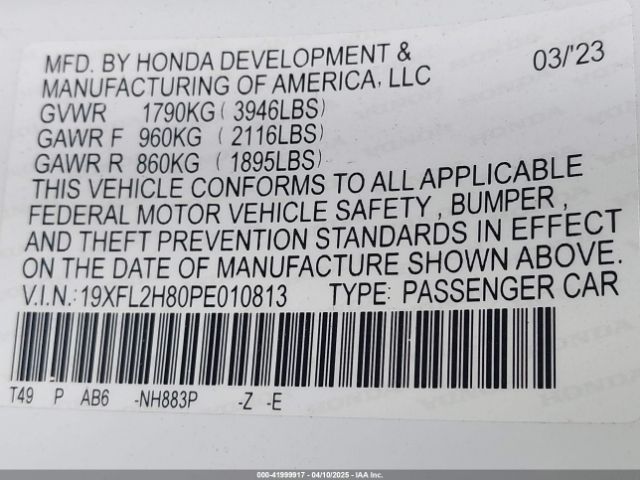 MFD. BY HONDA DEVELOPMENT & 03/'23
MANUFACTURING OF AMERICA, LLC
GVWR 1790KG ( 3946LBS)
GAWR F 960KG ( 2116LBS)
GAWR R 860KG ( 1895LBS)
THIS VEHICLE CONFORMS TO ALL APPLICABLE
FEDERAL MOTOR VEHICLE SAFETY , BUMPER ,
AND THEFT PREVENTION STANDARDS IN EFFECT
ON THE DATE OF MANUFACTURE SHOWN ABOVE.
V.I.N.:19XFL2H80PE010813 TYPE: PASSENGER CAR
T49 P AB6 -NH883P -Z -E
000-41999917 - 04/10/2025 - IAA Inc.